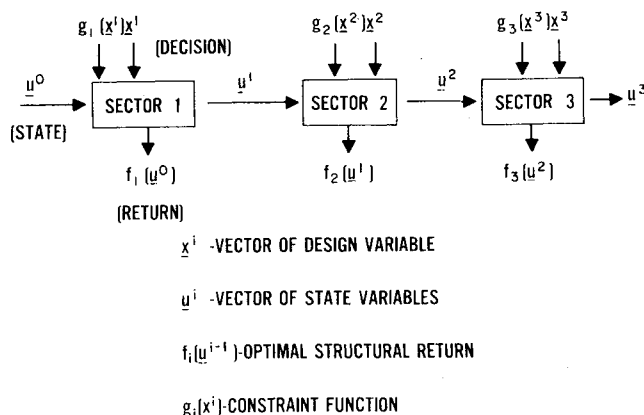 g₁(x¹)x¹ g₂(x²)x² g₃(x³)x³
(DECISION)
u⁰ u¹ u² u³
SECTOR 1 SECTOR 2 SECTOR 3
(STATE)
f₁(u⁰) f₂(u¹) f₃(u²)
(RETURN)
xⁱ -VECTOR OF DESIGN VARIABLE
uⁱ -VECTOR OF STATE VARIABLES
fᵢ(uⁱ⁻¹)-OPTIMAL STRUCTURAL RETURN
gᵢ(xⁱ)-CONSTRAINT FUNCTION